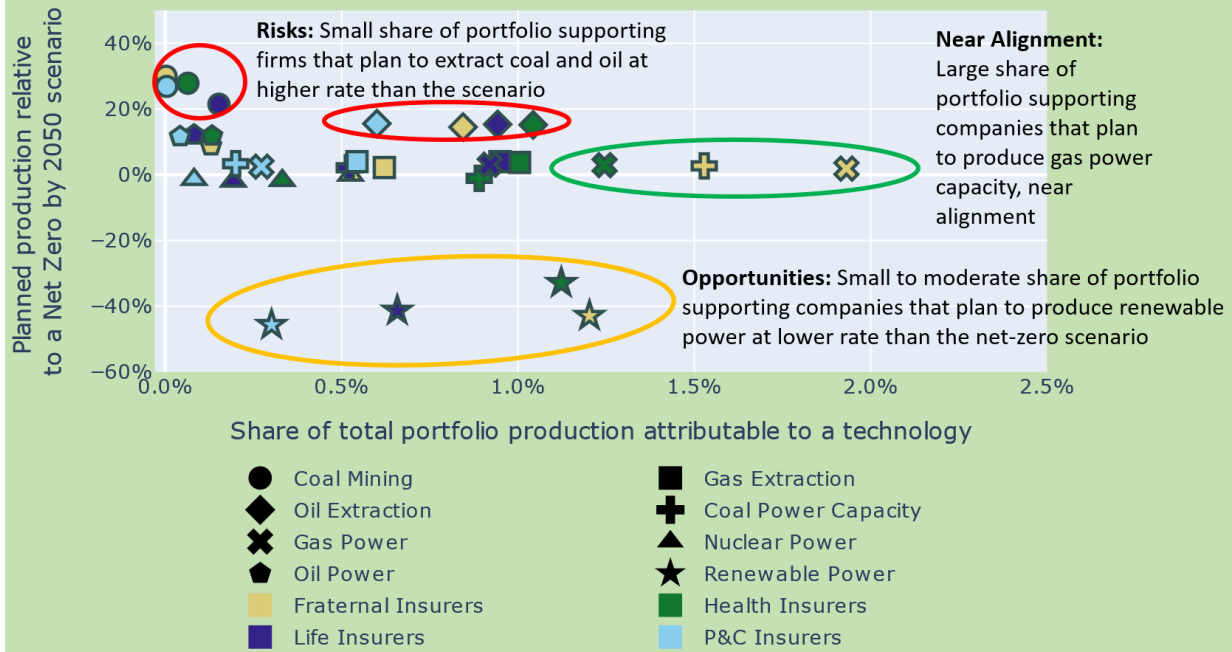 Planned production relative
to a Net Zero by 2050 scenario
40%
20%
0%
−20%
−40%
−60%
Risks: Small share of portfolio supporting
firms that plan to extract coal and oil at
higher rate than the scenario
Near Alignment:
Large share of
portfolio supporting
companies that plan
to produce gas power
capacity, near
alignment
Opportunities: Small to moderate share of portfolio
supporting companies that plan to produce renewable
power at lower rate than the net-zero scenario
0.0%
0.5%
1.0%
1.5%
2.0%
2.5%
Share of total portfolio production attributable to a technology
Coal Mining
Oil Extraction
Gas Power
Oil Power
Fraternal Insurers
Life Insurers
Gas Extraction
Coal Power Capacity
Nuclear Power
Renewable Power
Health Insurers
P&C Insurers